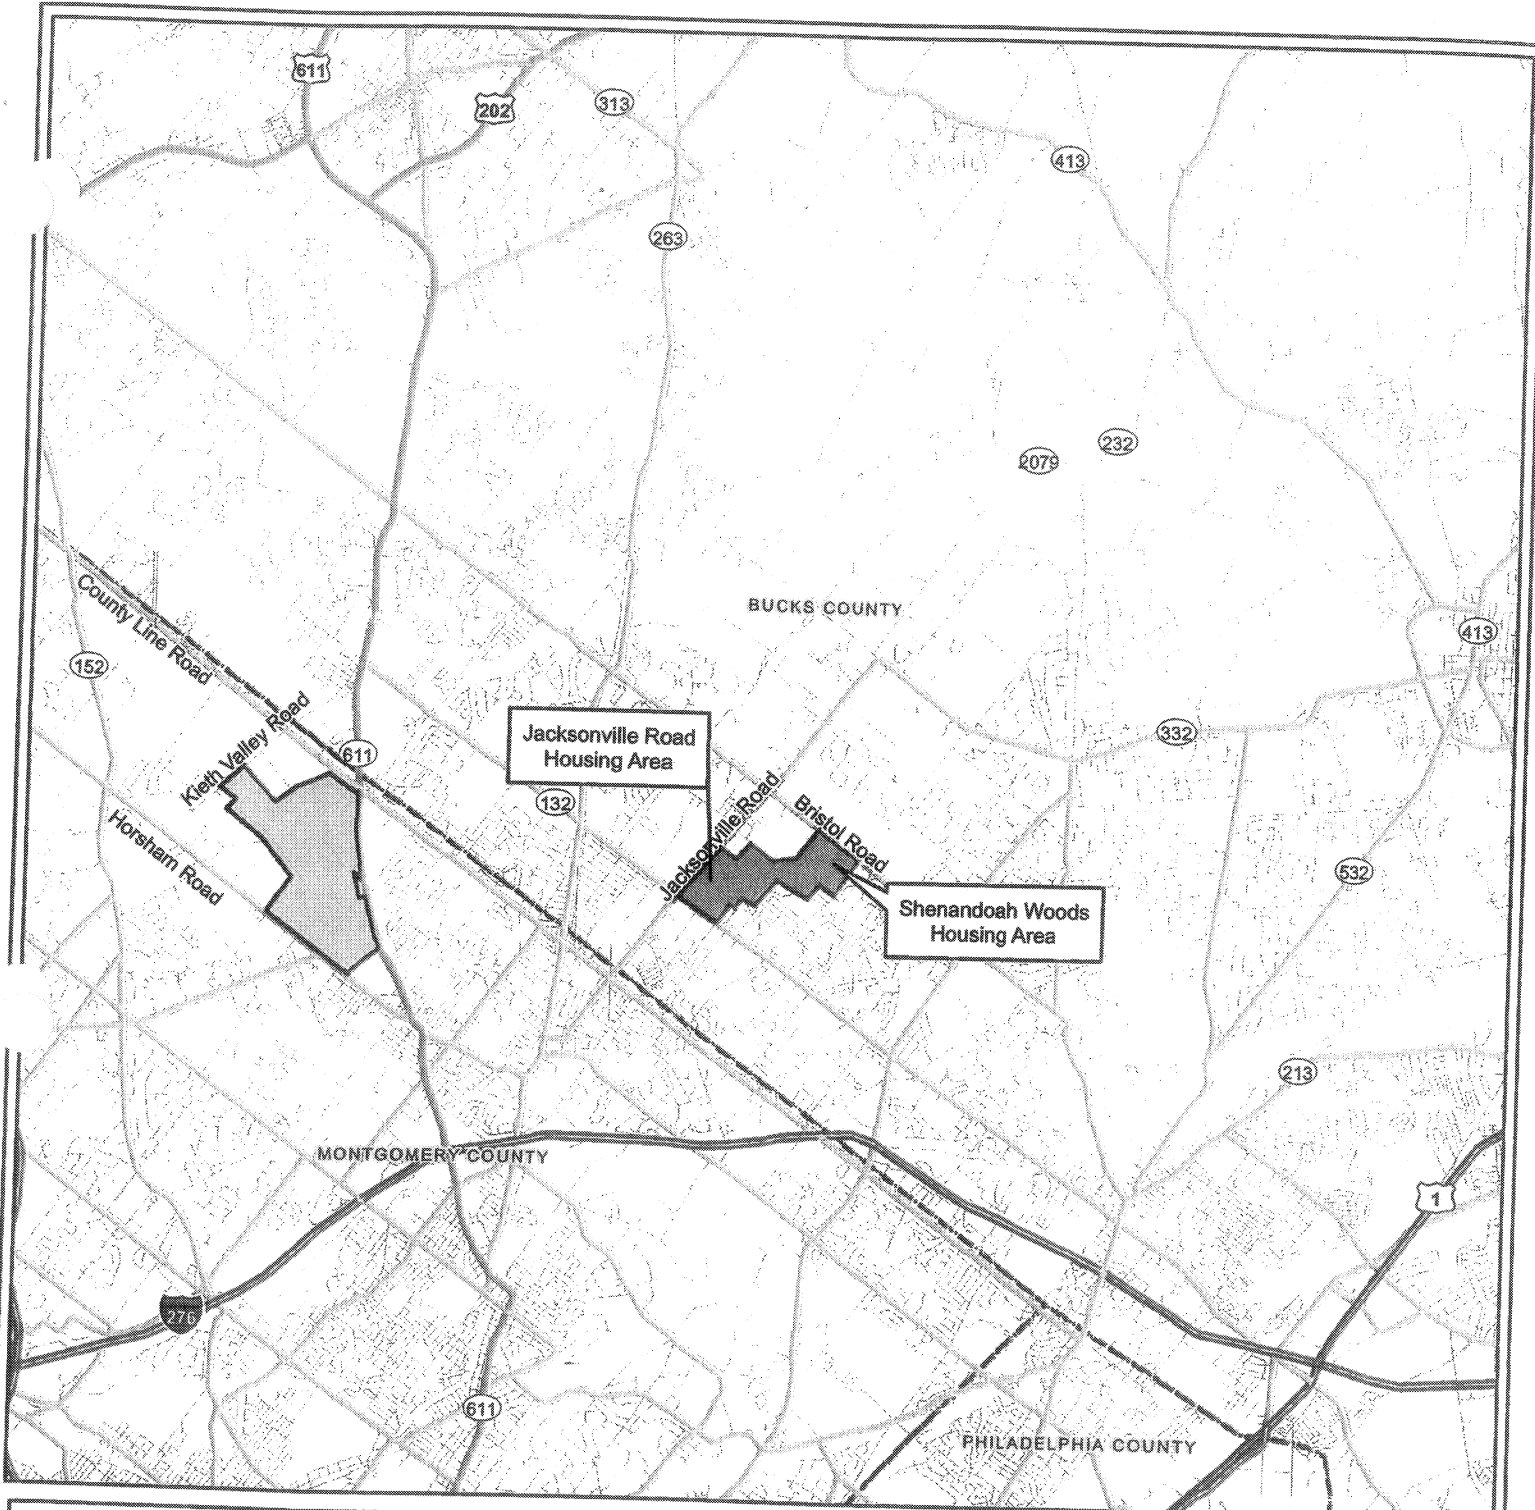 611
202
313
413
263
232
2079
BUCKS COUNTY
County Line Road
413
152
Kieth Valley Road
Jacksonville Road
Housing Area
332
611
132
Jacksonville Road
Bristol Road
Horsham Road
532
Shenandoah Woods
Housing Area
213
MONTGOMERY COUNTY
1
276
611
PHILADELPHIA COUNTY